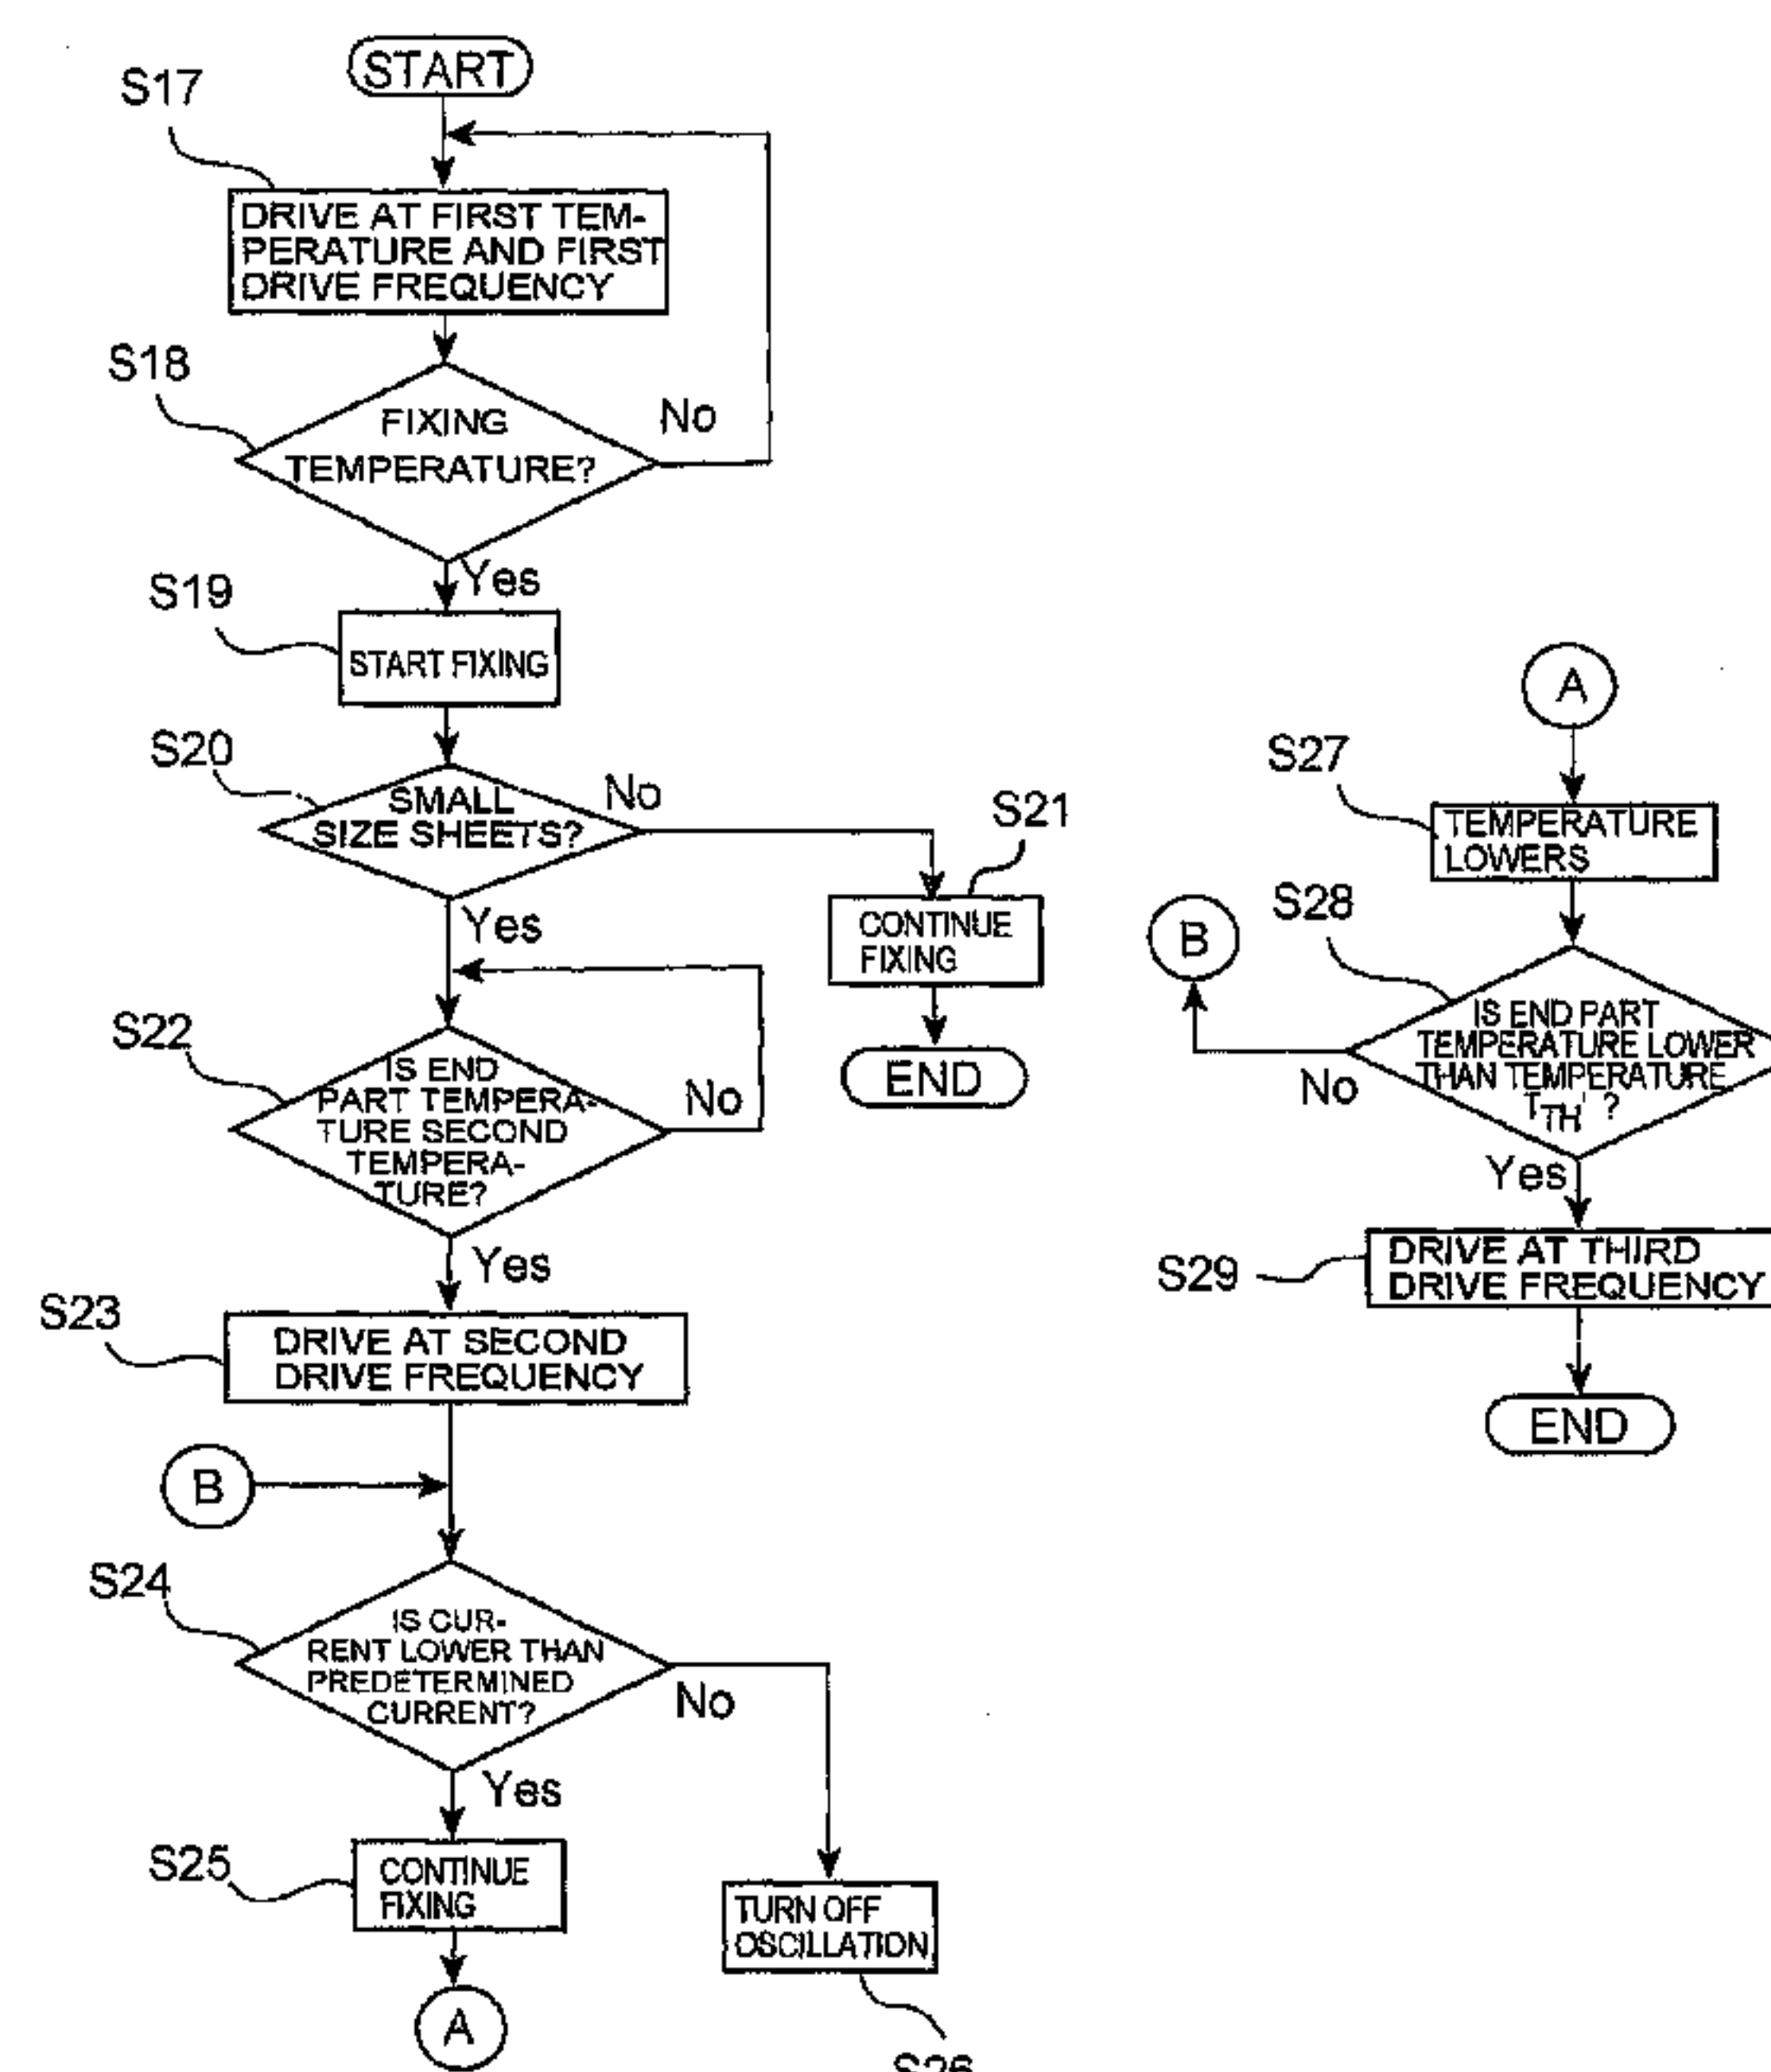 START
S17
DRIVE AT FIRST TEM-
PERATURE AND FIRST
DRIVE FREQUENCY
S18
FIXING
TEMPERATURE?
No
Yes
S19
START FIXING
S20
SMALL
SIZE SHEETS?
No
Yes
S21
CONTINUE
FIXING
END
S22
IS END
PART TEMPERA-
TURE SECOND
TEMPERA-
TURE?
No
Yes
S23
DRIVE AT SECOND
DRIVE FREQUENCY
B
S24
IS CUR-
RENT LOWER THAN
PREDETERMINED
CURRENT?
No
Yes
S25
CONTINUE
FIXING
A
TURN OFF
OSCILLATION
S26
A
S27
TEMPERATURE
LOWERS
B
S28
IS END PART
TEMPERATURE LOWER
THAN TEMPERATURE
TTH' ?
No
Yes
S29
DRIVE AT THIRD
DRIVE FREQUENCY
END